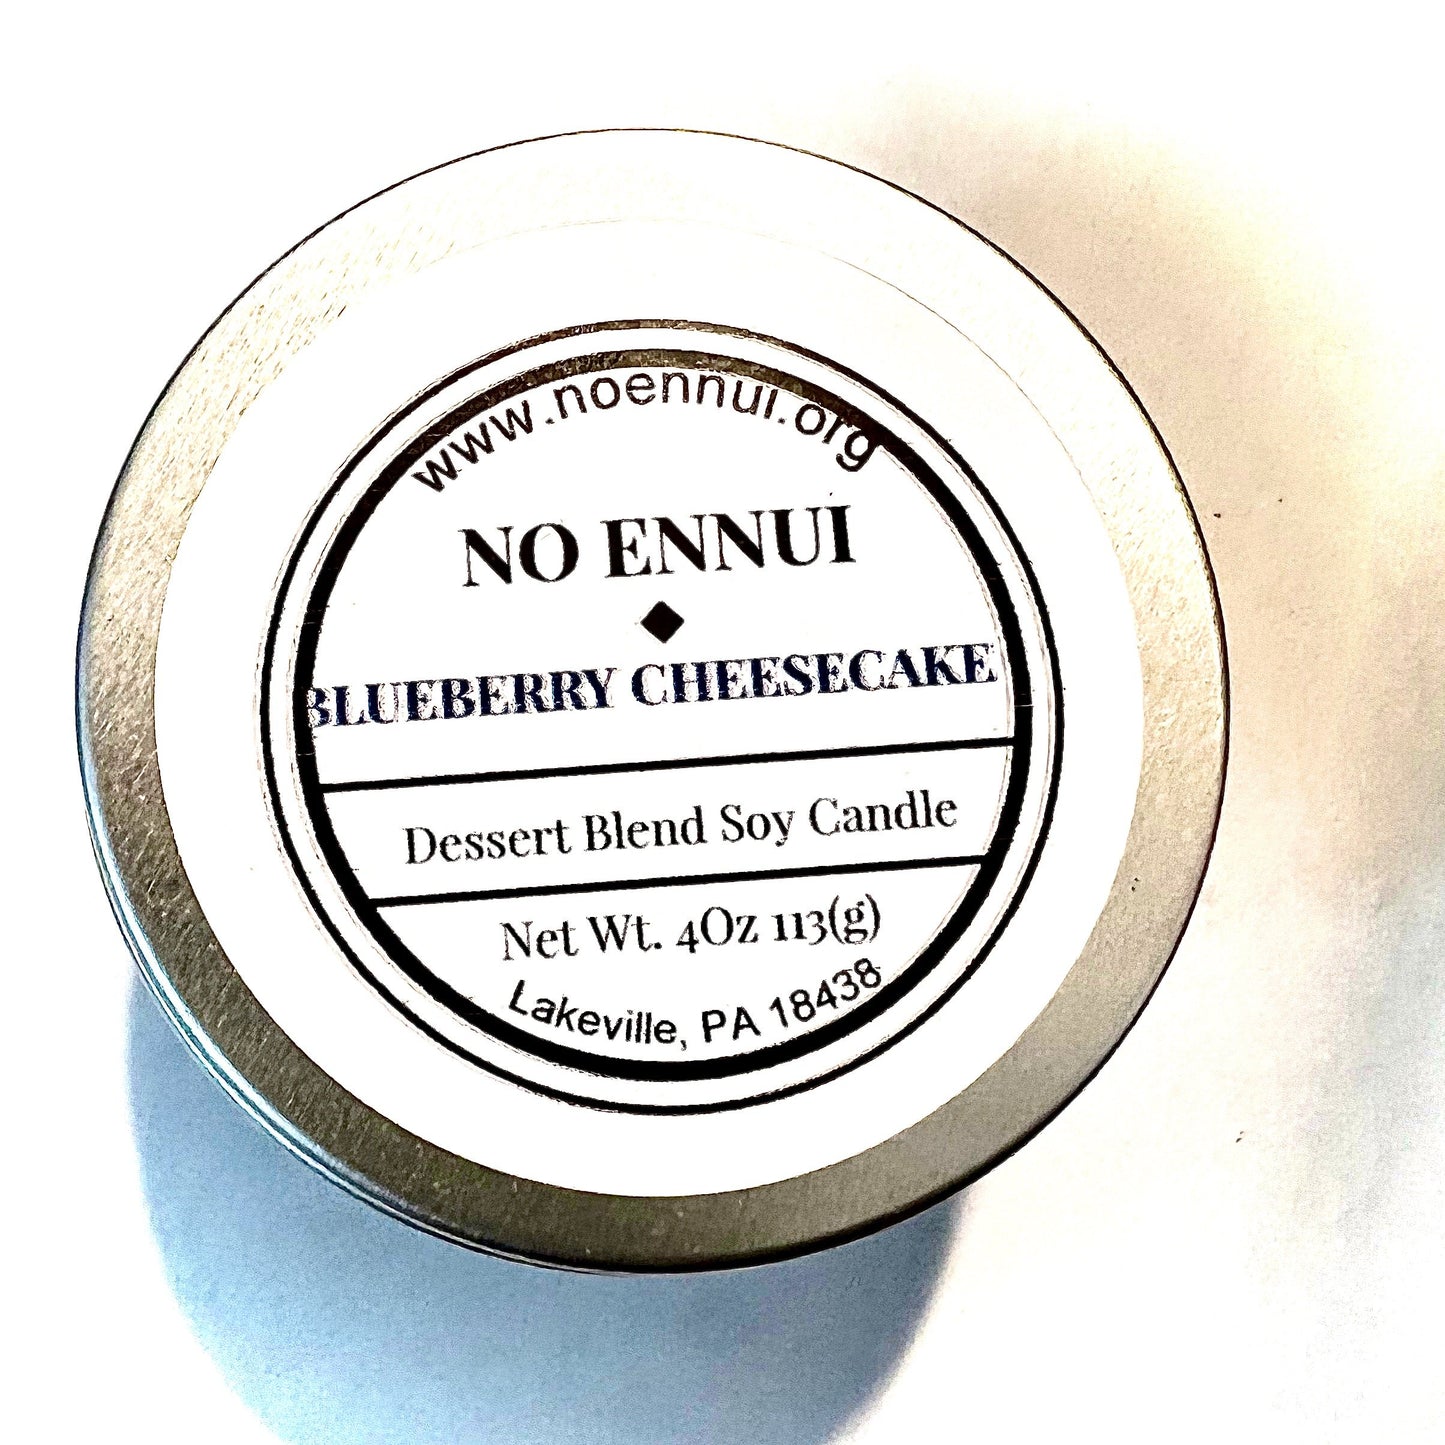 www.noennui.org
NO ENNUI
BLUEBERRY CHEESECAKE
Dessert Blend Soy Candle
Net Wt. 4Oz 113(g)
Lakeville, PA 18438